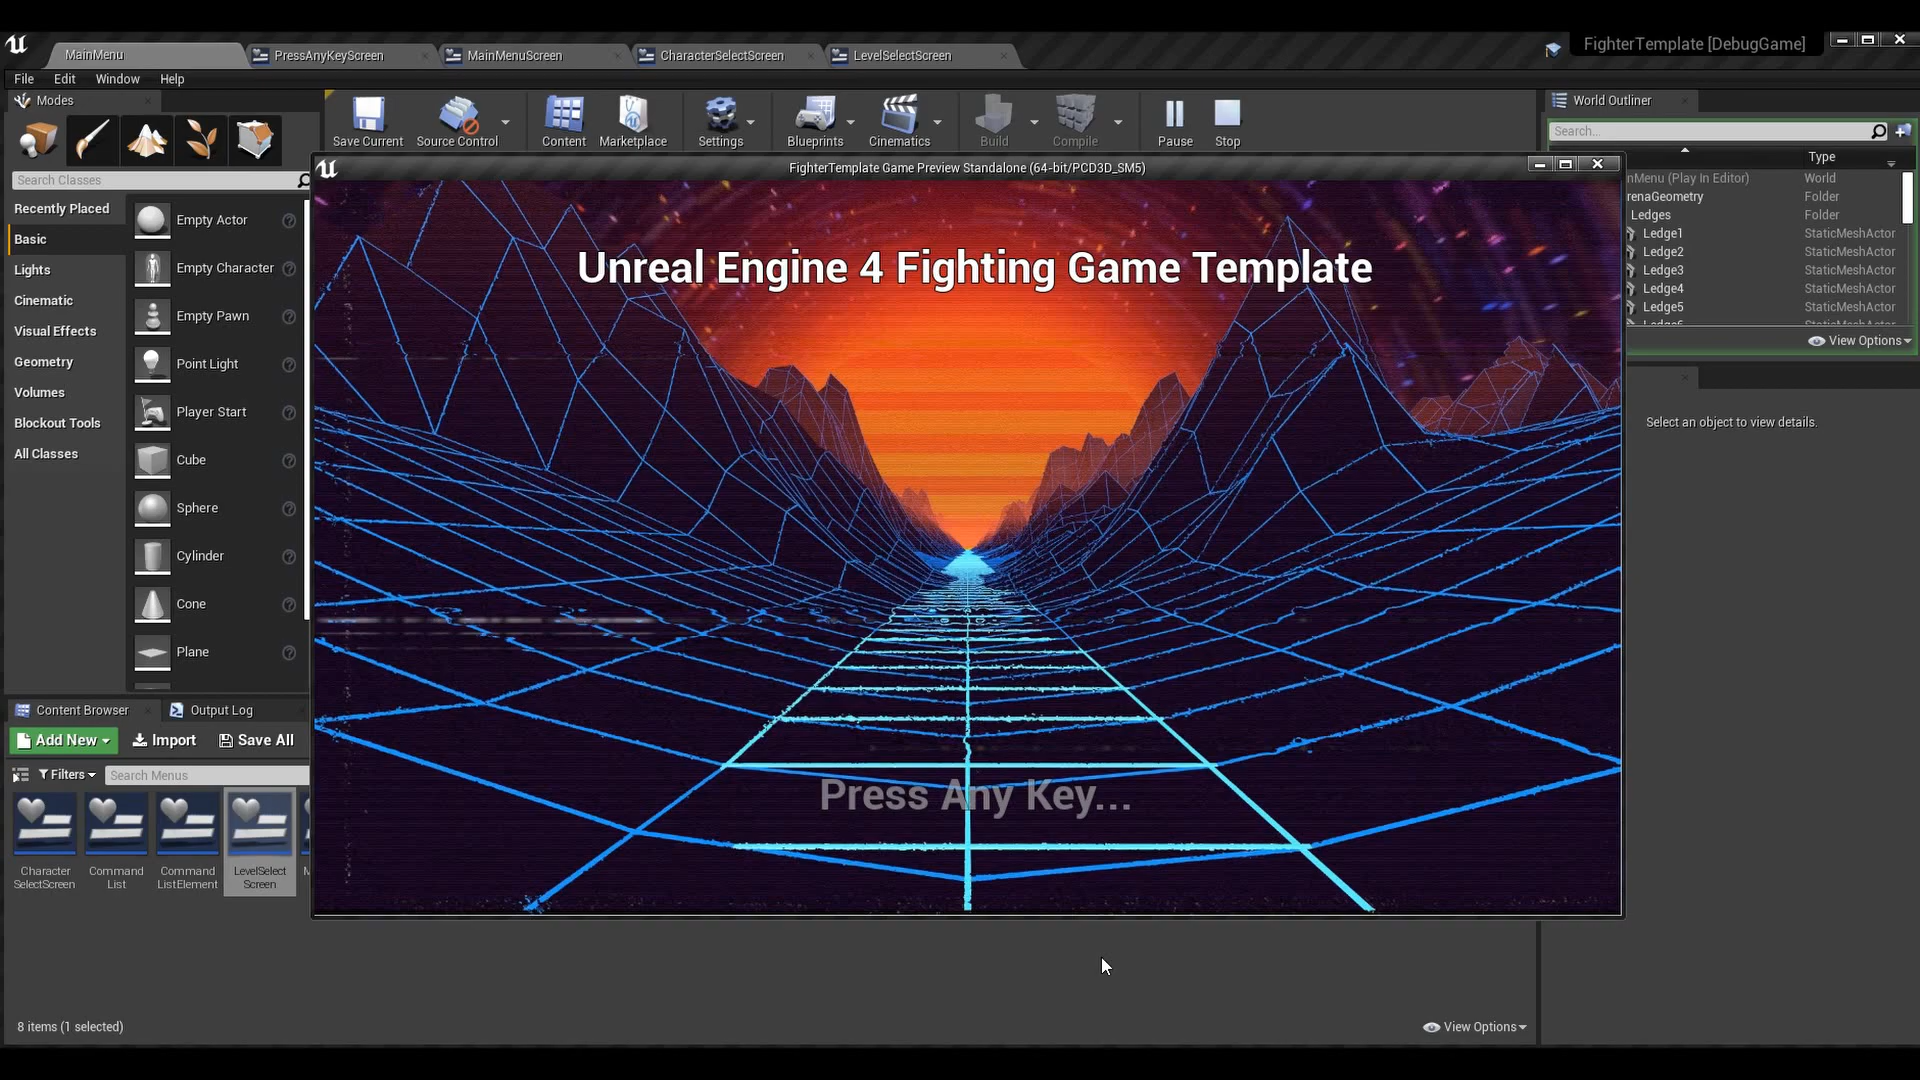 MainMenu
PressAnyKeyScreen
MainMenuScreen
CharacterSelectScreen
LevelSelectScreen
FighterTemplate [DebugGame]
File Edit Window Help
Modes
Save Current
Source Control
Content
Marketplace
Settings
Blueprints
Cinematics
Build
Compile
Pause
Stop
World Outliner
Search...
Type
nMenu (Play In Editor) World
renaGeometry Folder
Ledges Folder
Ledge1 StaticMeshActor
Ledge2 StaticMeshActor
Ledge3 StaticMeshActor
Ledge4 StaticMeshActor
Ledge5 StaticMeshActor
View Options
Select an object to view details.
Search Classes
Recently Placed
Basic
Lights
Cinematic
Visual Effects
Geometry
Volumes
Blockout Tools
All Classes
Empty Actor
Empty Character
Empty Pawn
Point Light
Player Start
Cube
Sphere
Cylinder
Cone
Plane
FighterTemplate Game Preview Standalone (64-bit/PCD3D_SM5)
Unreal Engine 4 Fighting Game Template
Press Any Key...
Content Browser
Output Log
Add New
Import
Save All
Filters
Search Menus
Character
SelectScreen
Command
List
Command
ListElement
LevelSelect
Screen
8 items (1 selected)
View Options